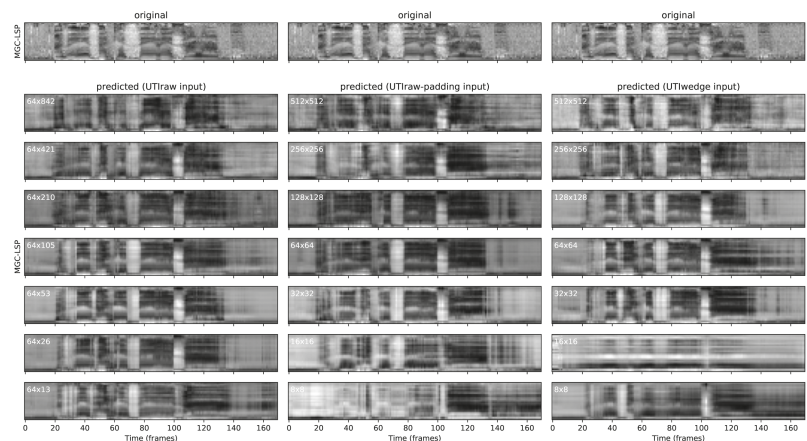 original original original
MGC-LSP
predicted (UTIraw input) predicted (UTIraw-padding input) predicted (UTIwedge input)
64x842 512x512 512x512
64x421 256x256 256x256
64x210 128x128 128x128
MGC-LSP
64x105 64x64 64x64
64x53 32x32 32x32
64x26 16x16 16x16
64x13 8x8 8x8
0 20 40 60 80 100 120 140 160 0 20 40 60 80 100 120 140 160 0 20 40 60 80 100 120 140 160
Time (frames) Time (frames) Time (frames)